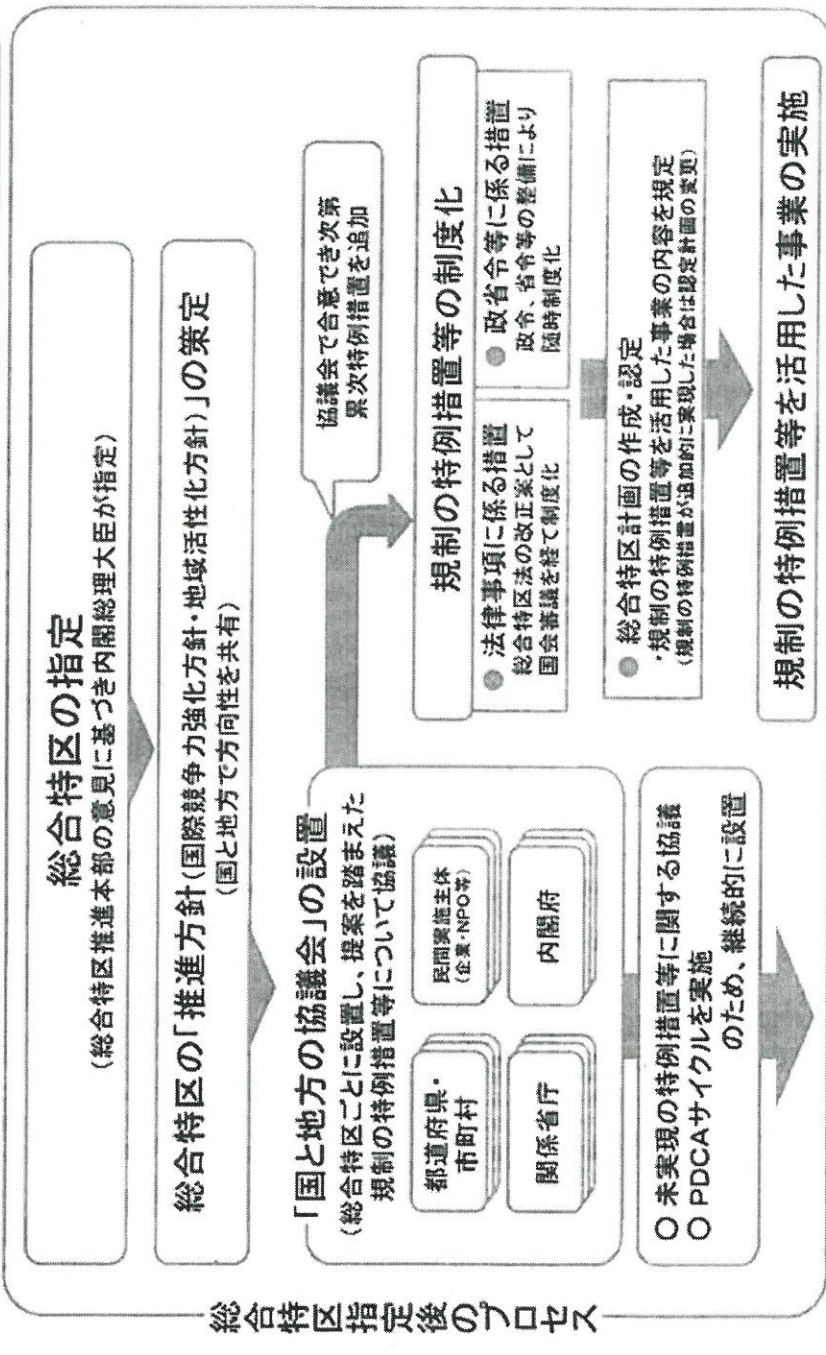 総合特区指定後のプロセス
総合特区の指定
(総合特区推進本部の意見に基づき内閣総理大臣が指定)
総合特区の「推進方針(国際競争力強化方針・地域活性化方針)」の策定
(国と地方で方向性を共有)
「国と地方の協議会」の設置
(総合特区ごとに設置し、提案を踏まえた
規制の特例措置等について協議)
都道府県・
市町村
民間実施主体
(企業・NPO等)
関係省庁
内閣府
○ 未実現の特例措置等に関する協議
○ PDCAサイクルを実施
のため、継続的に設置
協議会で合意でき次第
累次特例措置を追加
規制の特例措置等の制度化
● 法律事項に係る措置
総合特区法の改正案として
国会審議を経て制度化
● 政省令等に係る措置
政令、省令等の整備により
随時制度化
● 総合特区計画の作成・認定
・規制の特例措置等を活用した事業の内容を規定
(規制の特例措置が追加的に実現した場合は認定計画の変更)
規制の特例措置等を活用した事業の実施